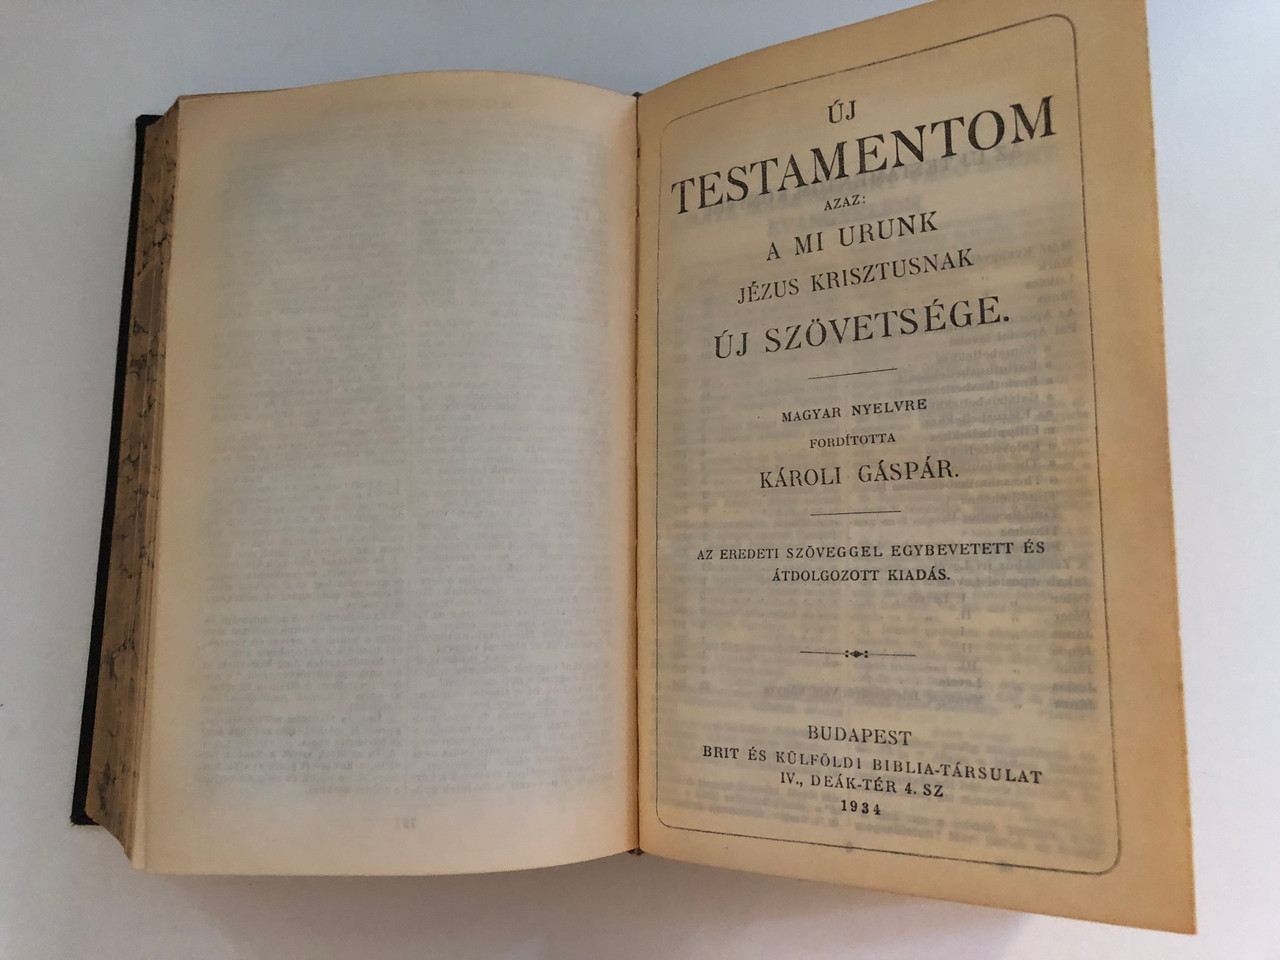 ÚJ
TESTAMENTOM
AZAZ:
A MI URUNK
JÉZUS KRISZTUSNAK
ÚJ SZÖVETSÉGE.
MAGYAR NYELVRE
FORDÍTOTTA
KÁROLI GÁSPÁR.
AZ EREDETI SZÖVEGGEL EGYBEVETETT ÉS
ÁTDOLGOZOTT KIADÁS.
BUDAPEST
BRIT ÉS KÜLFÖLDI BIBLIA-TÁRSULAT
IV., DEÁK-TÉR 4. SZ
1934